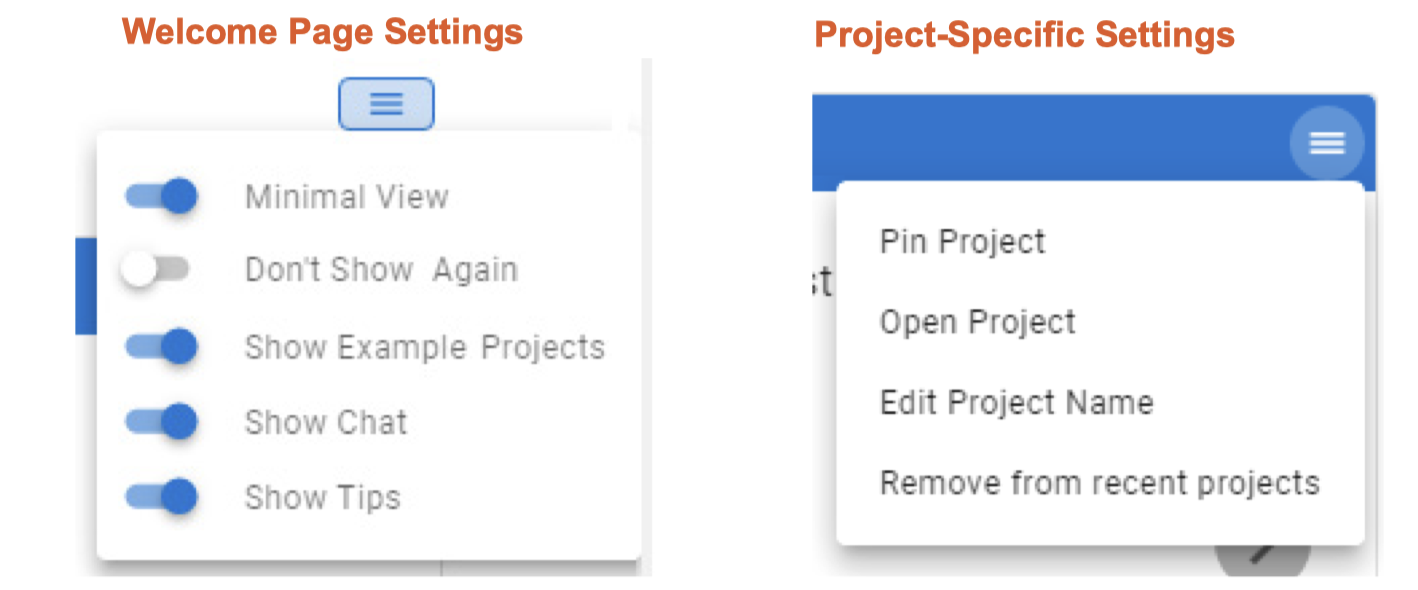 Welcome Page Settings
Minimal View
Don't Show Again
Show Example Projects
Show Chat
Show Tips
Project-Specific Settings
st
Pin Project
Open Project
Edit Project Name
Remove from recent projects